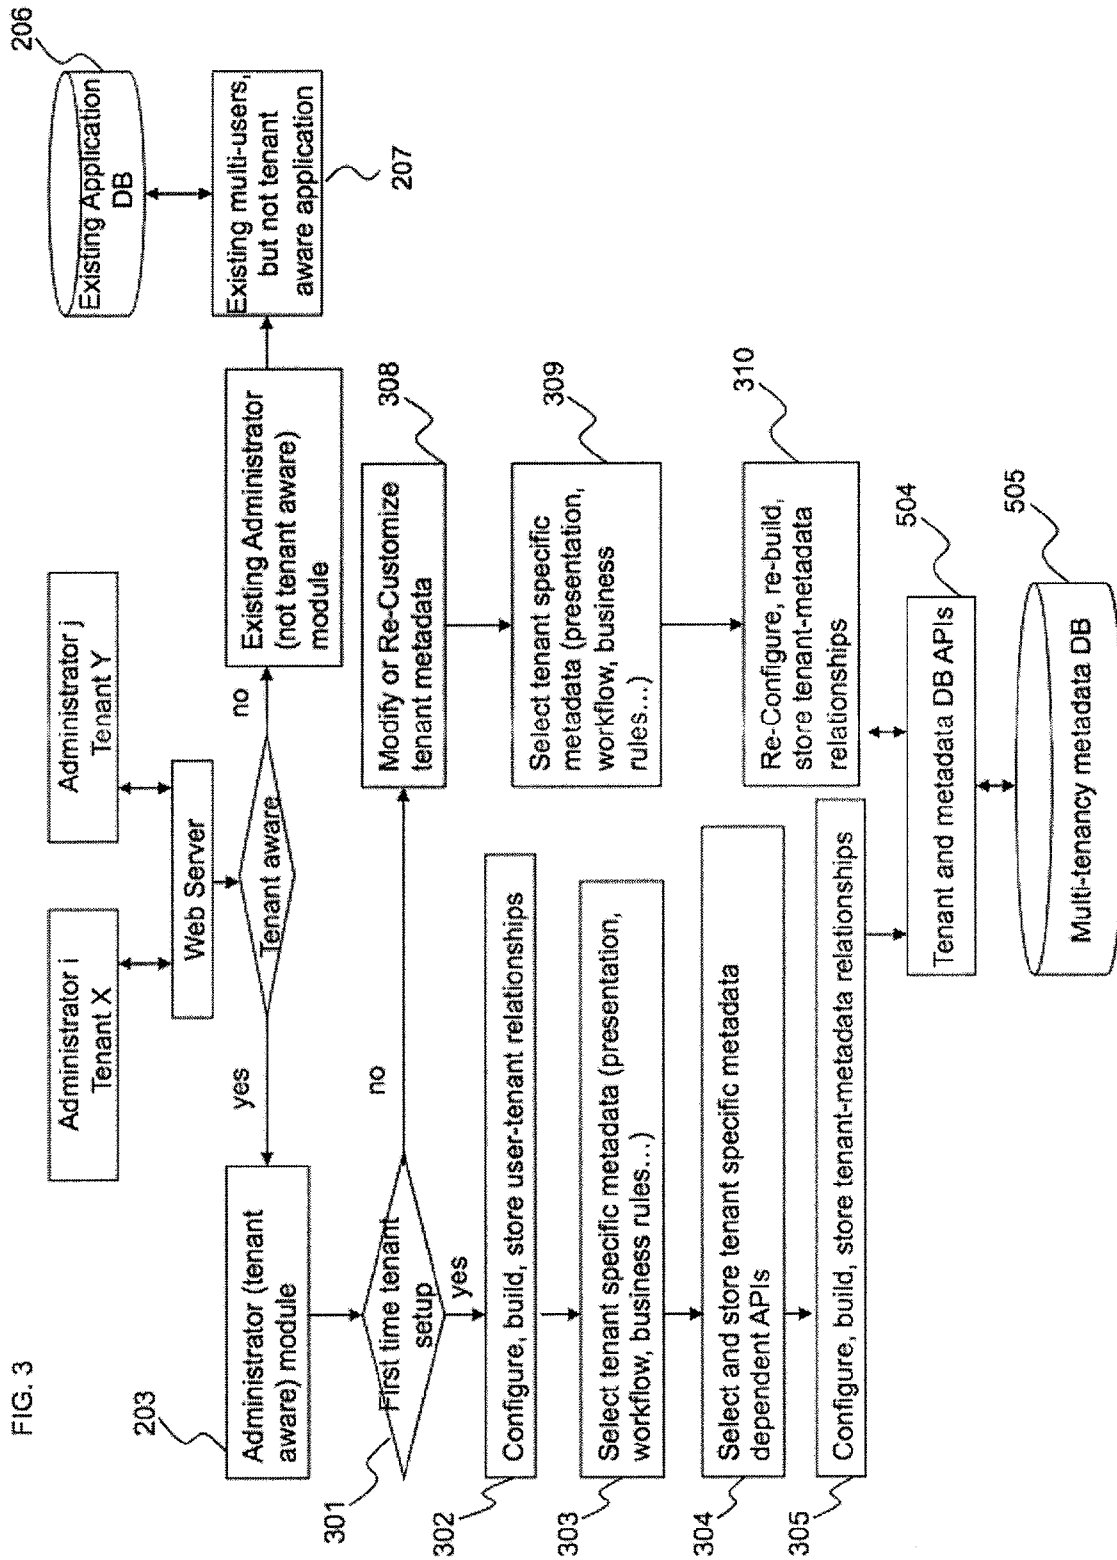 FIG. 3
Administrator i
Tenant X
Administrator j
Tenant Y
206
Existing Application
DB
Web Server
Tenant aware
yes
no
203
Administrator (tenant
aware) module
Existing Administrator
(not tenant aware)
module
Existing multi-users,
but not tenant
aware application
207
301
First time tenant
setup
no
yes
Modify or Re-Customize
tenant metadata
308
302
Configure, build, store user-tenant relationships
Select tenant specific
metadata (presentation,
workflow, business
rules...)
309
303
Select tenant specific metadata (presentation,
workflow, business rules...)
304
Select and store tenant specific metadata
dependent APIs
Re-Configure, re-build,
store tenant-metadata
relationships
310
305
Configure, build, store tenant-metadata relationships
Tenant and metadata DB APIs
504
Multi-tenancy metadata DB
505